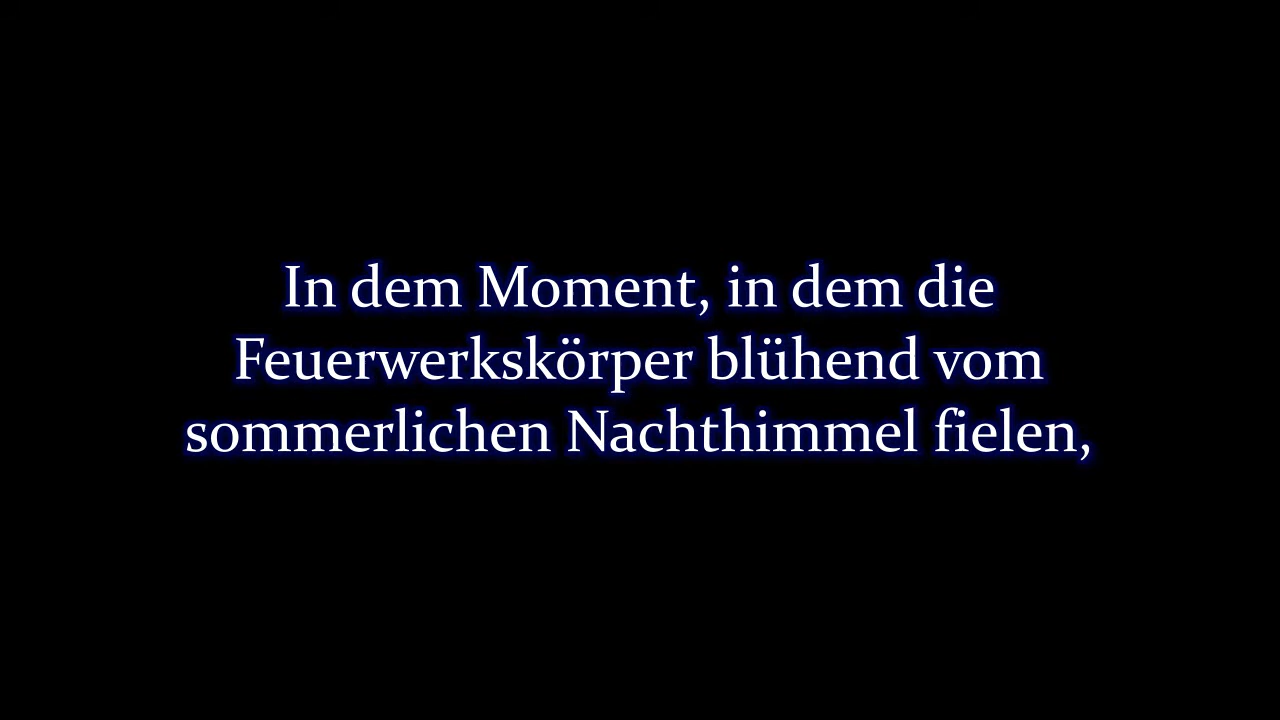 In dem Moment, in dem die
Feuerwerkskörper blühend vom
sommerlichen Nachthimmel fielen,